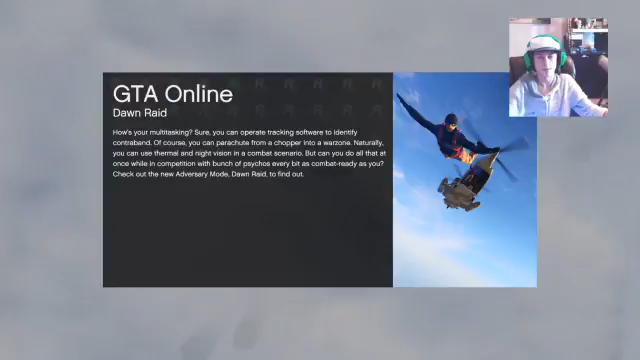 GTA Online
Dawn Raid
How's your multitasking? Sure, you can operate tracking software to identify
contraband. Of course, you can parachute from a chopper into a warzone. Naturally,
you can use thermal and night vision in a combat scenario. But can you do all that at
once while in competition with bunch of psychos every bit as combat-ready as you?
Check out the new Adversary Mode, Dawn Raid, to find out.